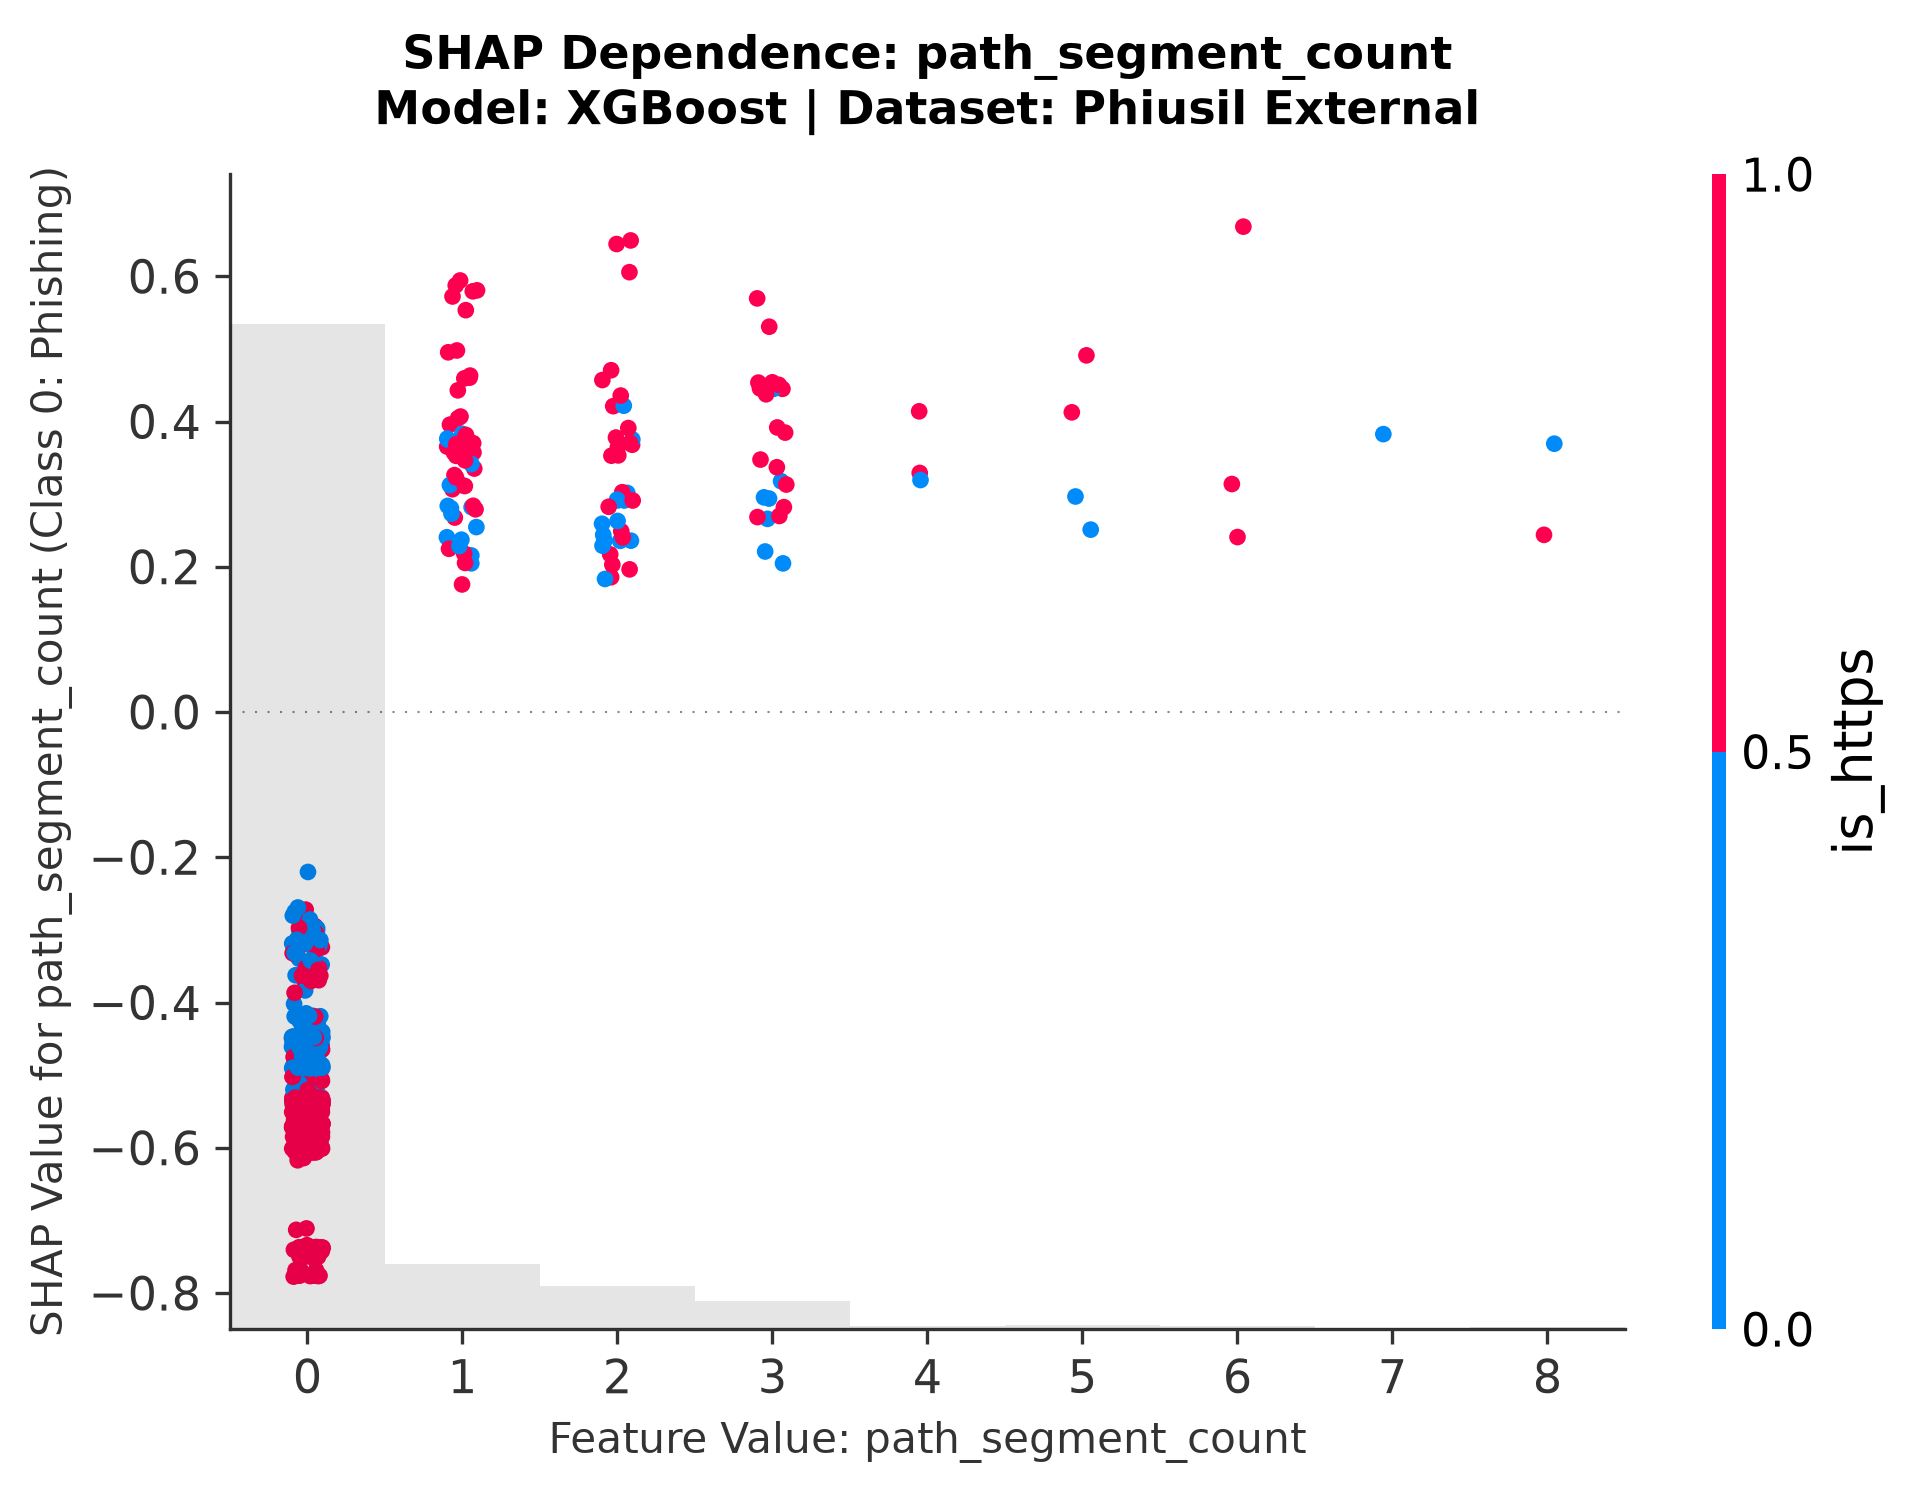 SHAP Dependence: path_segment_count
Model: XGBoost | Dataset: Phiusil External
SHAP Value for path_segment_count (Class 0: Phishing)
0.6
0.4
0.2
0.0
−0.2
−0.4
−0.6
−0.8
0 1 2 3 4 5 6 7 8
Feature Value: path_segment_count
1.0
0.5
0.0
is_https